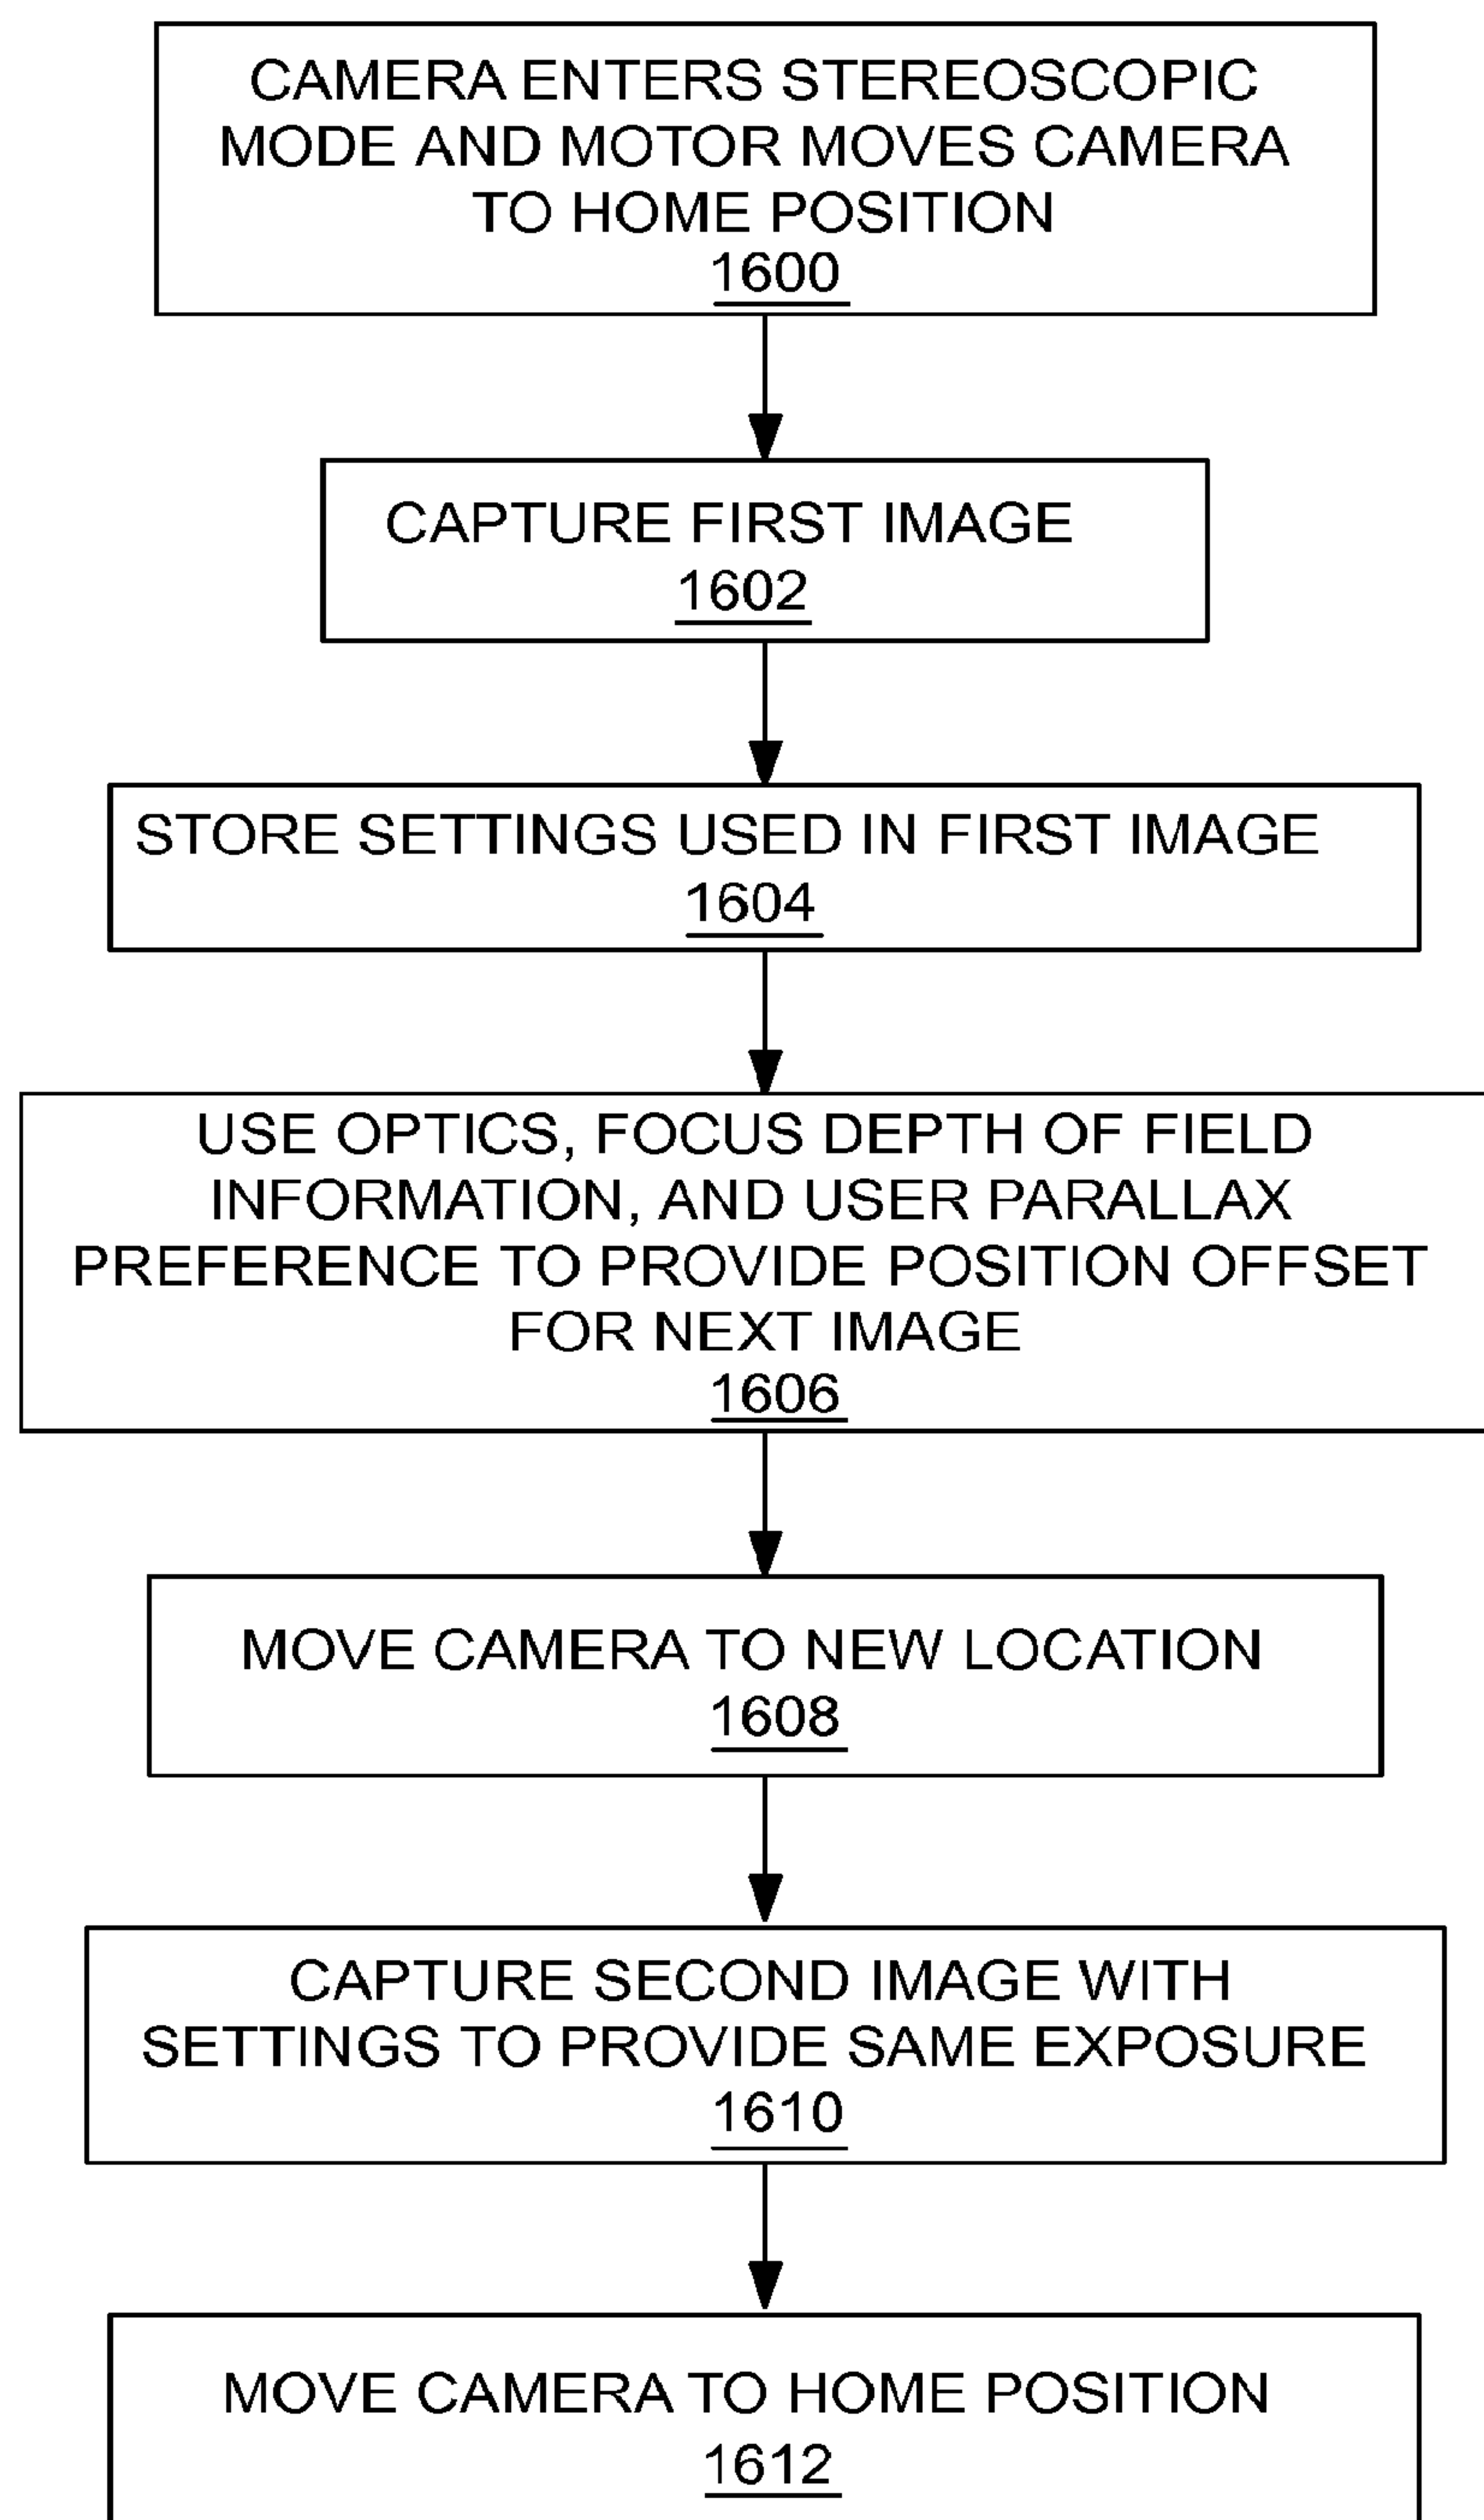 CAMERA ENTERS STEREOSCOPIC
MODE AND MOTOR MOVES CAMERA
TO HOME POSITION
1600
CAPTURE FIRST IMAGE
1602
STORE SETTINGS USED IN FIRST IMAGE
1604
USE OPTICS, FOCUS DEPTH OF FIELD
INFORMATION, AND USER PARALLAX
PREFERENCE TO PROVIDE POSITION OFFSET
FOR NEXT IMAGE
1606
MOVE CAMERA TO NEW LOCATION
1608
CAPTURE SECOND IMAGE WITH
SETTINGS TO PROVIDE SAME EXPOSURE
1610
MOVE CAMERA TO HOME POSITION
1612